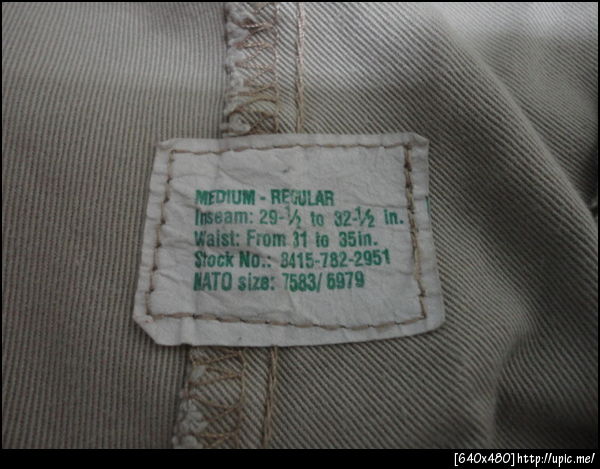 MEDIUM - REGULAR
Inseam: 29-½ to 32-½ in.
Waist: From 31 to 35in.
Stock No.: 8415-782-2951
NATO size: 7583/6979
[640x480]http://upic.me/